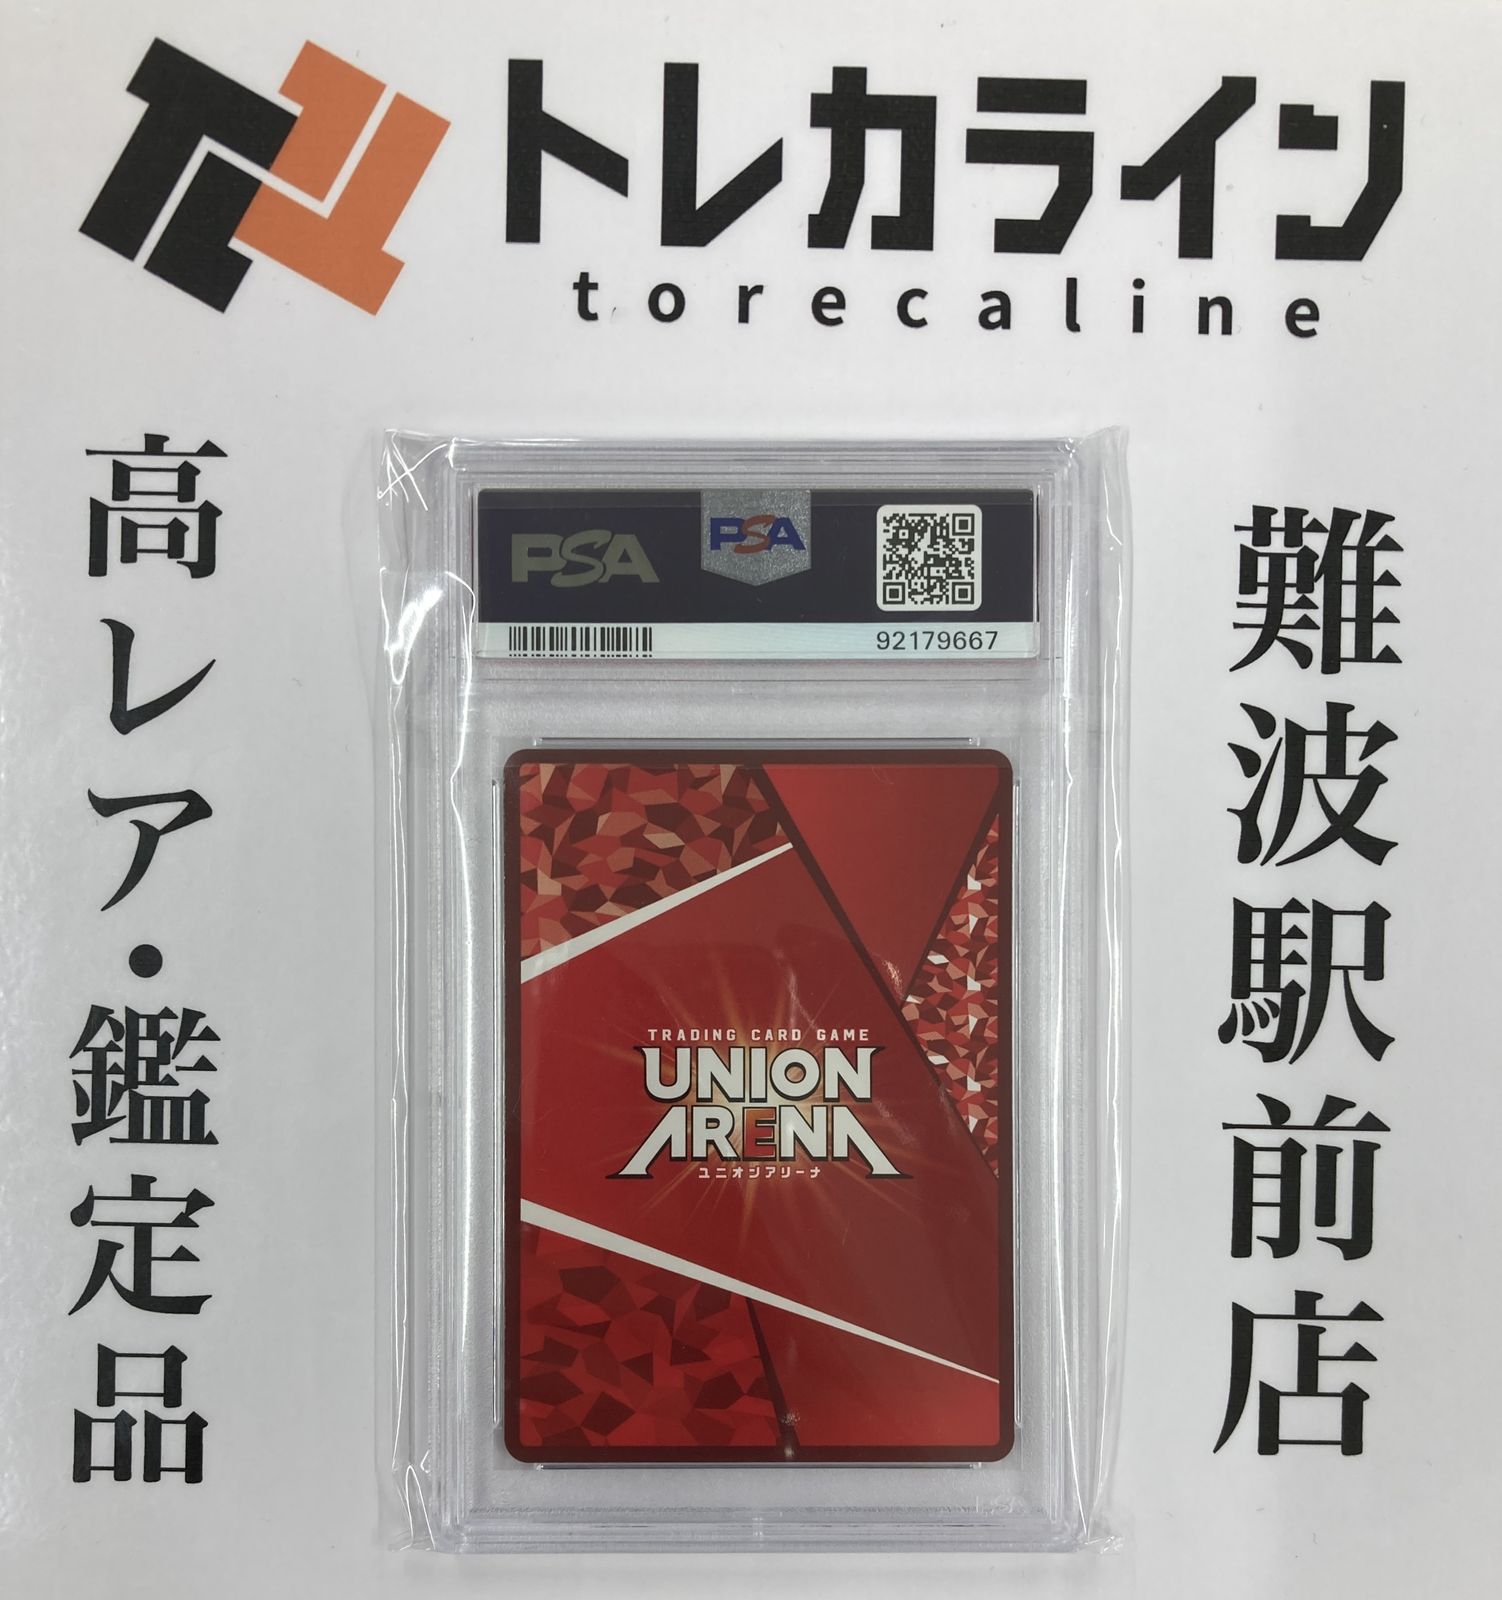 トレカライン
torecaline
高レア・鑑定品
難波駅前店
PSA
PSA
92179667
TRADING CARD GAME
UNION
ARENA
ユニオンアリーナ